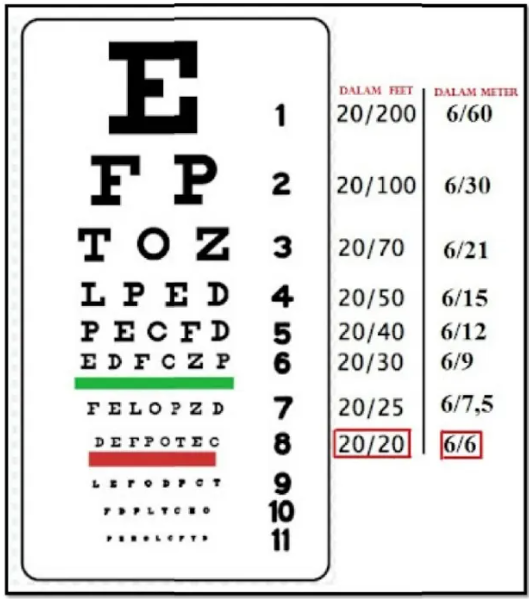 DALAM FEET DALAM METER
E 1 20/200 6/60
F P 2 20/100 6/30
T O Z 3 20/70 6/21
L P E D 4 20/50 6/15
P E C F D 5 20/40 6/12
E D F C Z P 6 20/30 6/9
F E L O P Z D 7 20/25 6/7,5
D E F P O T E C 8 20/20 6/6
L E F O D P C T 9
F D P L T C E O 10
11